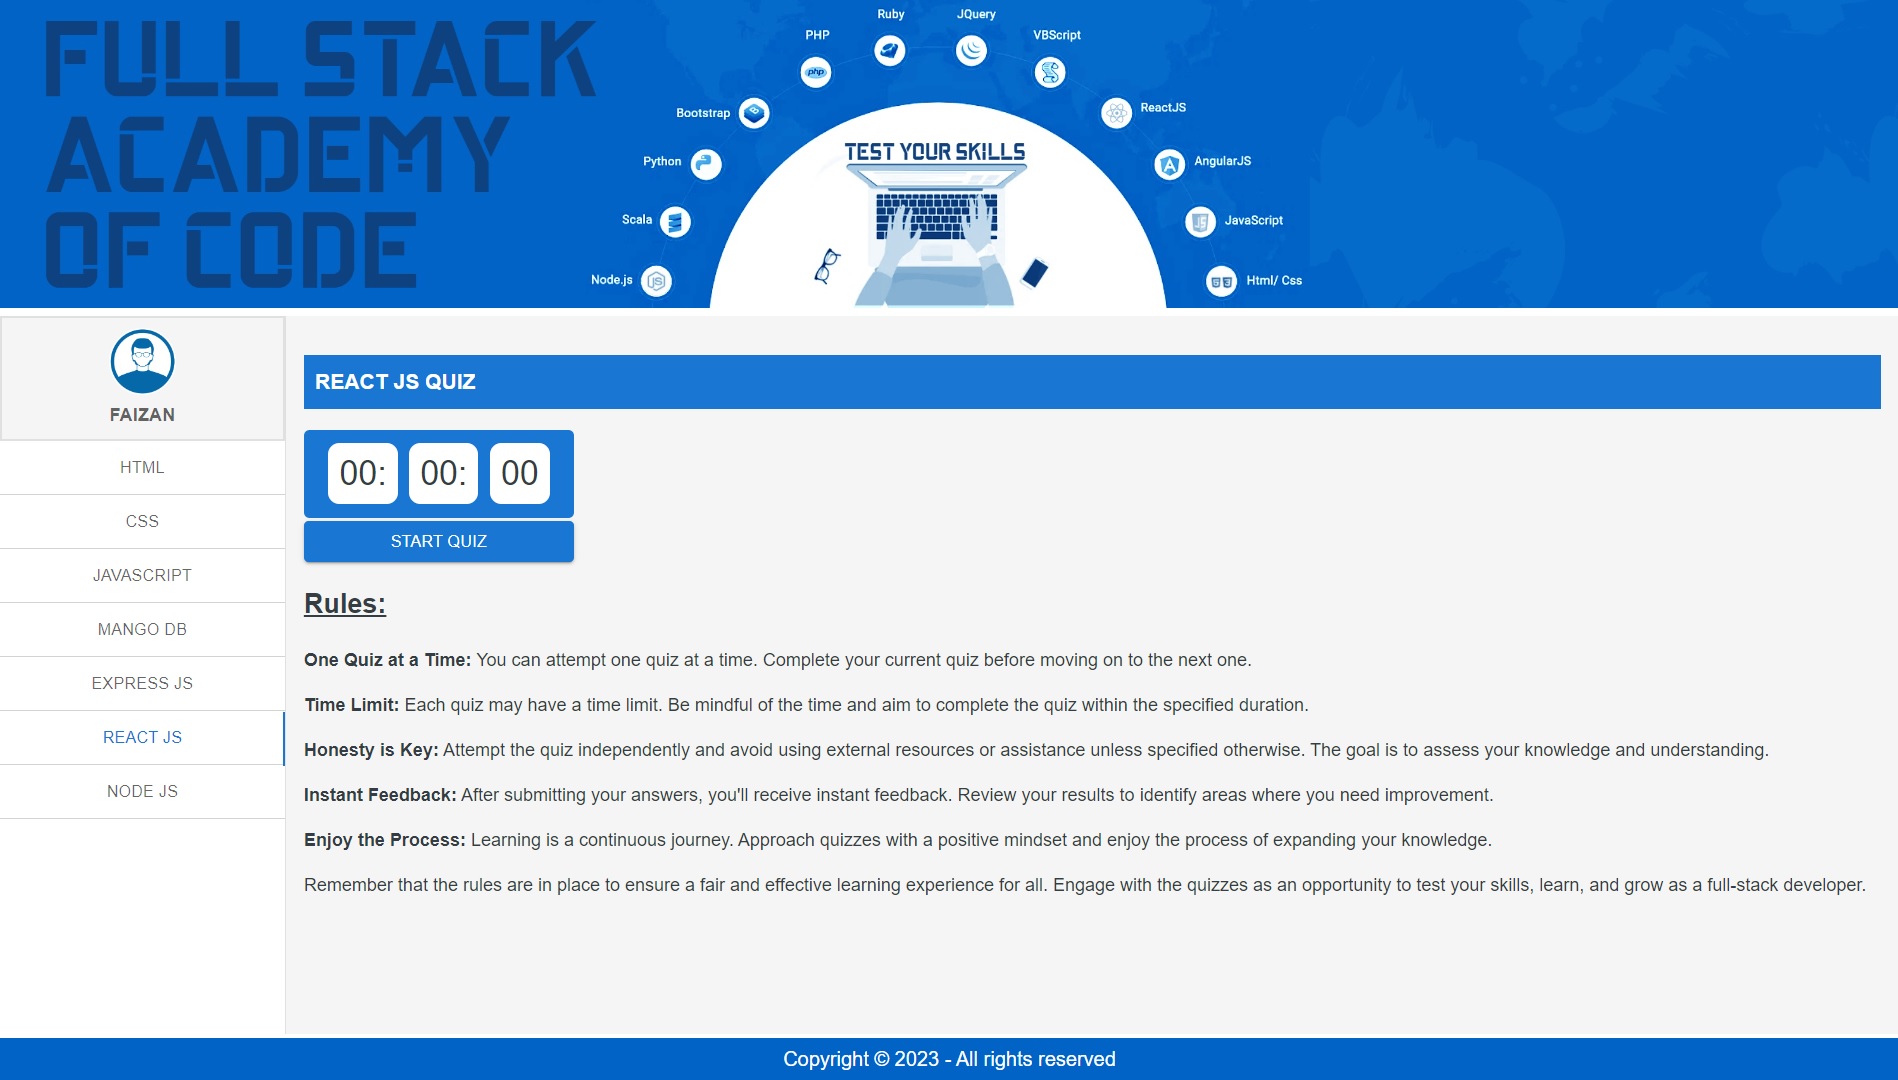 FULL STACK
ACADEMY
OF CODE
Ruby
JQuery
PHP
VBScript
php
Bootstrap
ReactJS
TEST YOUR SKILLS
Python
AngularJS
Scala
JS
JavaScript
Node.js
JS
Html/ Css
FAIZAN
HTML
CSS
JAVASCRIPT
MANGO DB
EXPRESS JS
REACT JS
NODE JS
REACT JS QUIZ
00: 00: 00
START QUIZ
Rules:
One Quiz at a Time: You can attempt one quiz at a time. Complete your current quiz before moving on to the next one.
Time Limit: Each quiz may have a time limit. Be mindful of the time and aim to complete the quiz within the specified duration.
Honesty is Key: Attempt the quiz independently and avoid using external resources or assistance unless specified otherwise. The goal is to assess your knowledge and understanding.
Instant Feedback: After submitting your answers, you'll receive instant feedback. Review your results to identify areas where you need improvement.
Enjoy the Process: Learning is a continuous journey. Approach quizzes with a positive mindset and enjoy the process of expanding your knowledge.
Remember that the rules are in place to ensure a fair and effective learning experience for all. Engage with the quizzes as an opportunity to test your skills, learn, and grow as a full-stack developer.
Copyright © 2023 - All rights reserved